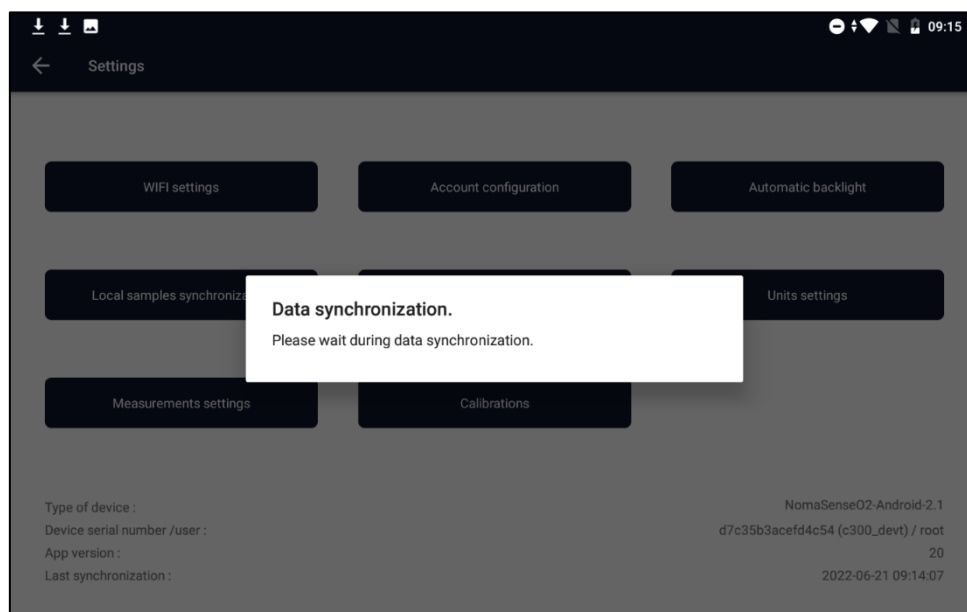 09:15
Settings
WIFI settings
Account configuration
Automatic backlight
Local samples synchroniza
Units settings
Data synchronization.
Please wait during data synchronization.
Measurements settings
Calibrations
Type of device :
NomaSenseO2-Android-2.1
Device serial number /user :
d7c35b3acefd4c54 (c300_devt) / root
App version :
20
Last synchronization :
2022-06-21 09:14:07